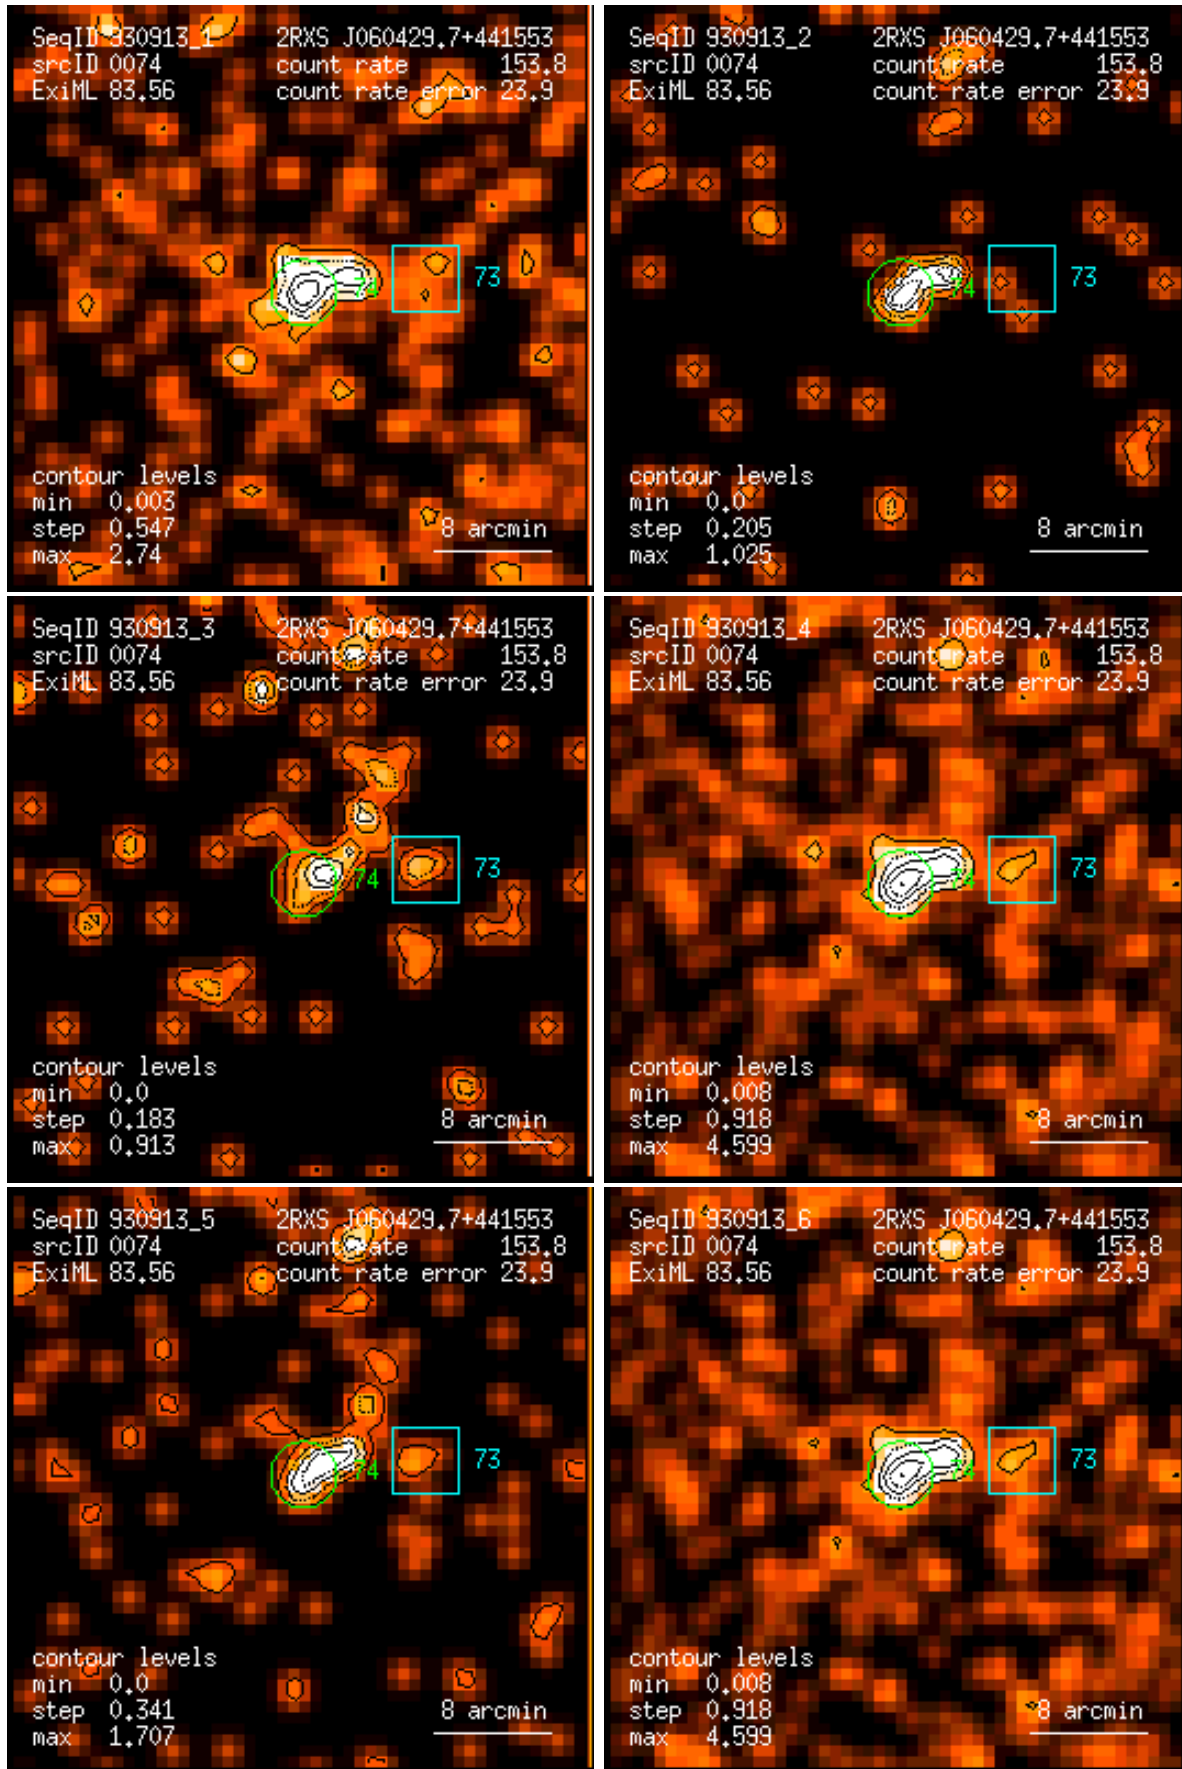 SeqID 930913_1 2RXS J060429.7+441553
srcID 0074 count rate 153.8
ExiML 83.56 count rate error 23.9
74 73
contour levels
min 0.003
step 0.547
max 2.74
8 arcmin
SeqID 930913_2 2RXS J060429.7+441553
srcID 0074 count rate 153.8
ExiML 83.56 count rate error 23.9
74 73
contour levels
min 0.0
step 0.205
max 1.025
8 arcmin
SeqID 930913_3 2RXS J060429.7+441553
srcID 0074 count rate 153.8
ExiML 83.56 count rate error 23.9
74 73
contour levels
min 0.0
step 0.183
max 0.913
8 arcmin
SeqID 930913_4 2RXS J060429.7+441553
srcID 0074 count rate 153.8
ExiML 83.56 count rate error 23.9
74 73
contour levels
min 0.008
step 0.918
max 4.599
8 arcmin
SeqID 930913_5 2RXS J060429.7+441553
srcID 0074 count rate 153.8
ExiML 83.56 count rate error 23.9
74 73
contour levels
min 0.0
step 0.341
max 1.707
8 arcmin
SeqID 930913_6 2RXS J060429.7+441553
srcID 0074 count rate 153.8
ExiML 83.56 count rate error 23.9
74 73
contour levels
min 0.008
step 0.918
max 4.599
8 arcmin